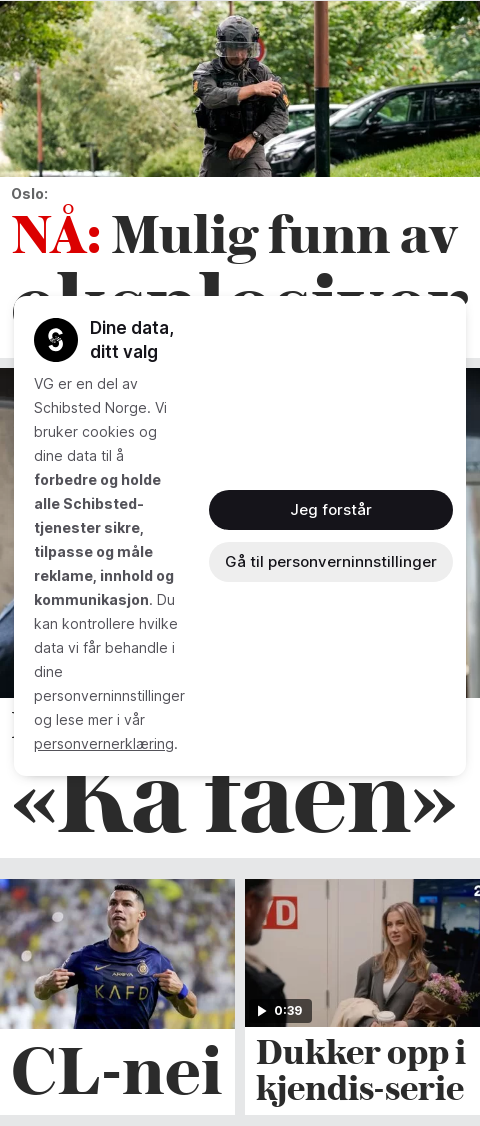 Oslo:
NÅ: Mulig funn av
eksplosiver
Dine data,
ditt valg
VG er en del av
Schibsted Norge. Vi
bruker cookies og
dine data til å
forbedre og holde
alle Schibsted-
tjenester sikre,
tilpasse og måle
reklame, innhold og
kommunikasjon. Du
kan kontrollere hvilke
data vi får behandle i
dine
personverninnstillinger
og lese mer i vår
personvernerklæring.
Jeg forstår
Gå til personverninnstillinger
«Ka faen»
KAFD
0:39
CL-nei
Dukker opp i
kjendis-serie